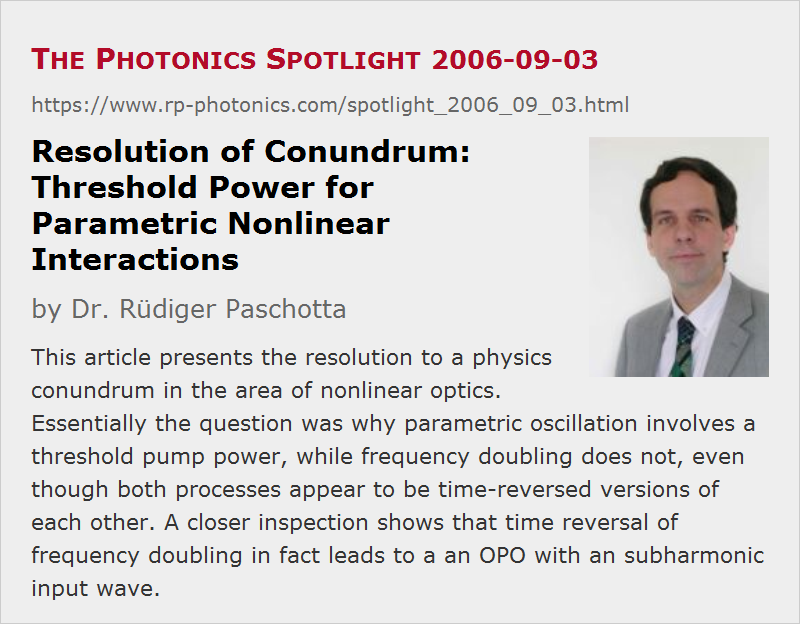 The Photonics Spotlight 2006-09-03
https://www.rp-photonics.com/spotlight_2006_09_03.html
Resolution of Conundrum:
Threshold Power for
Parametric Nonlinear
Interactions
by Dr. Rüdiger Paschotta
This article presents the resolution to a physics
conundrum in the area of nonlinear optics.
Essentially the question was why parametric oscillation involves a
threshold pump power, while frequency doubling does not, even
though both processes appear to be time-reversed versions of
each other. A closer inspection shows that time reversal of
frequency doubling in fact leads to a an OPO with an subharmonic
input wave.